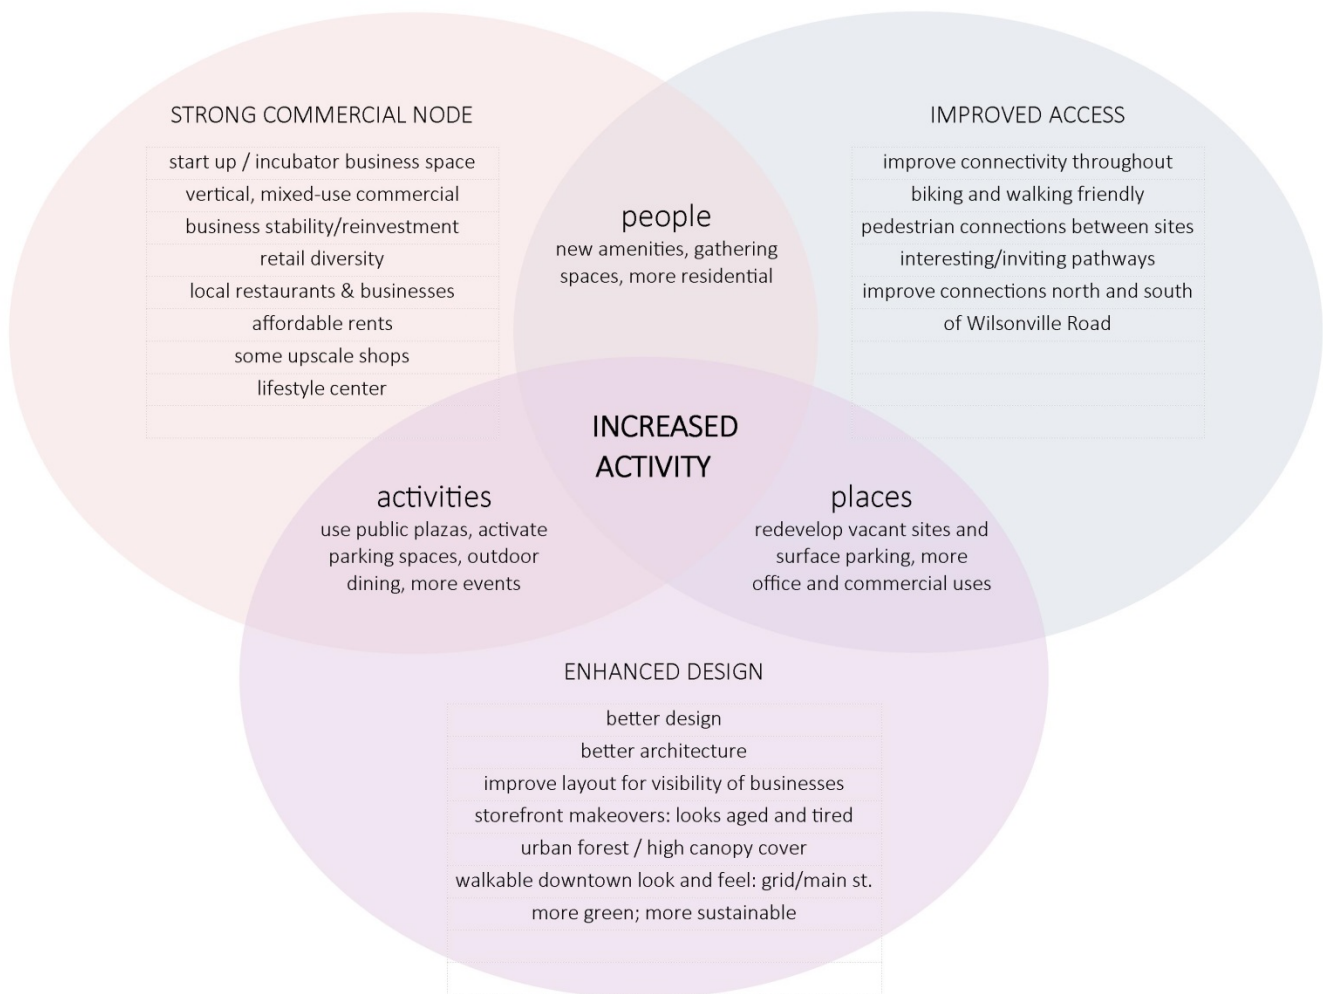 STRONG COMMERCIAL NODE
start up / incubator business space
vertical, mixed-use commercial
business stability/reinvestment
retail diversity
local restaurants & businesses
affordable rents
some upscale shops
lifestyle center
people
new amenities, gathering
spaces, more residential
IMPROVED ACCESS
improve connectivity throughout
biking and walking friendly
pedestrian connections between sites
interesting/inviting pathways
improve connections north and south
of Wilsonville Road
INCREASED
ACTIVITY
activities
use public plazas, activate
parking spaces, outdoor
dining, more events
places
redevelop vacant sites and
surface parking, more
office and commercial uses
ENHANCED DESIGN
better design
better architecture
improve layout for visibility of businesses
storefront makeovers: looks aged and tired
urban forest / high canopy cover
walkable downtown look and feel: grid/main st.
more green; more sustainable